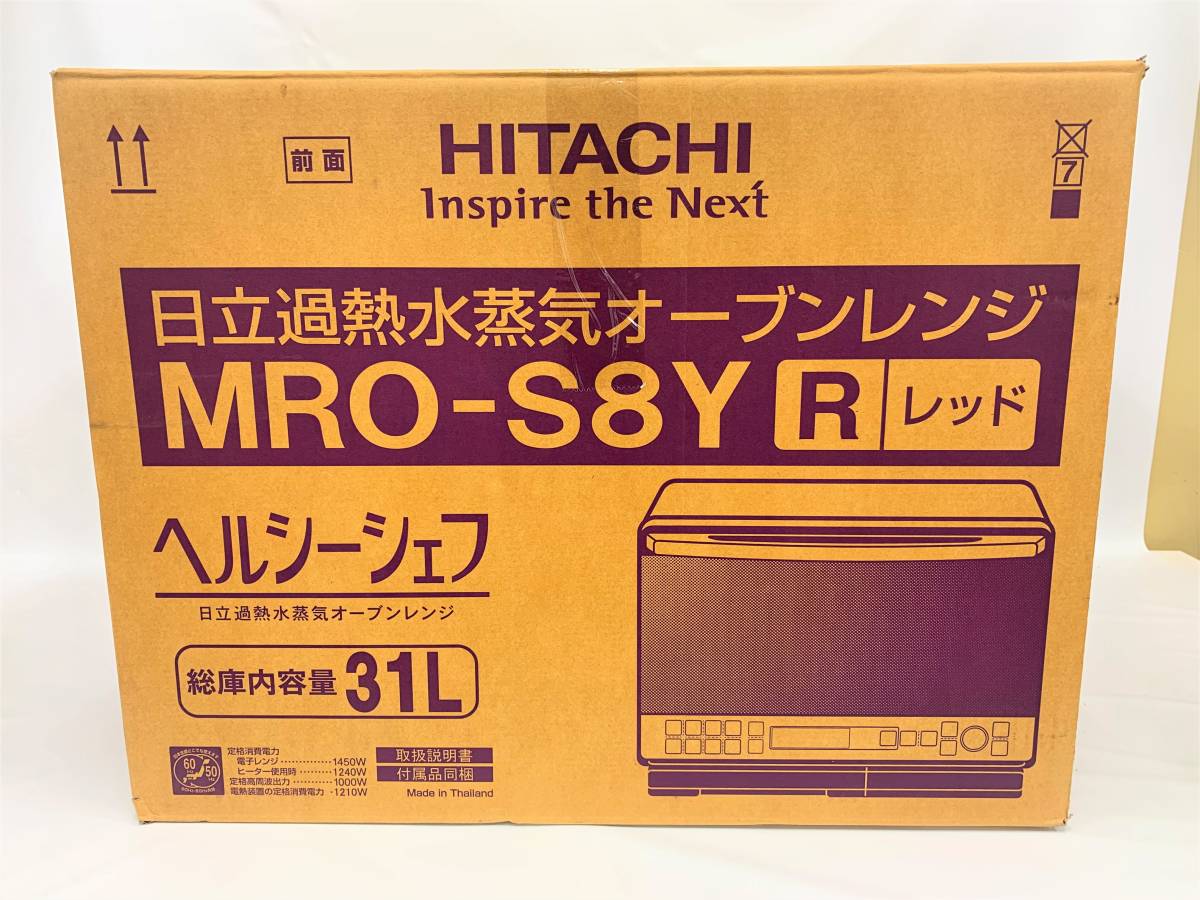 前面
HITACHI
Inspire the Next
7
日立過熱水蒸気オーブンレンジ
MRO-S8Y R レッド
ヘルシーシェフ
日立過熱水蒸気オーブンレンジ
総庫内容量 31L
60 Hz 50 Hz
定格消費電力
電子レンジ･･････････････1450W
ヒーター使用時･･････････1240W
定格高周波出力･･･････････1000W
電熱装置の定格消費電力･1210W
取扱説明書
付属品同梱
Made in Thailand